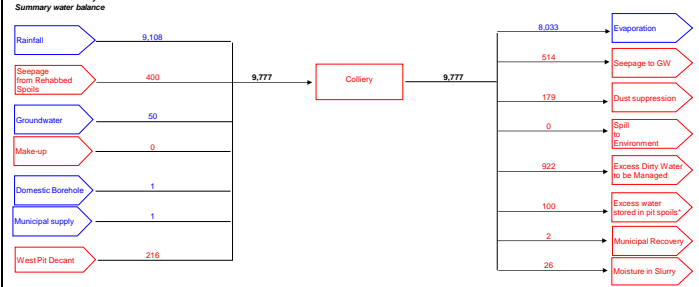 Summary water balance
Rainfall
9,108
Seepage
from Rehabbed
Spoils
400
Groundwater
50
Make-up
0
Domestic Borehole
1
Municipal supply
1
West Pit Decant
216
9,777
Colliery
9,777
8,033
Evaporation
514
Seepage to GW
179
Dust suppression
0
Spill
to
Environment
922
Excess Dirty Water
to be Managed
100
Excess water
stored in pit spoils*
2
Municipal Recovery
26
Moisture in Slurry